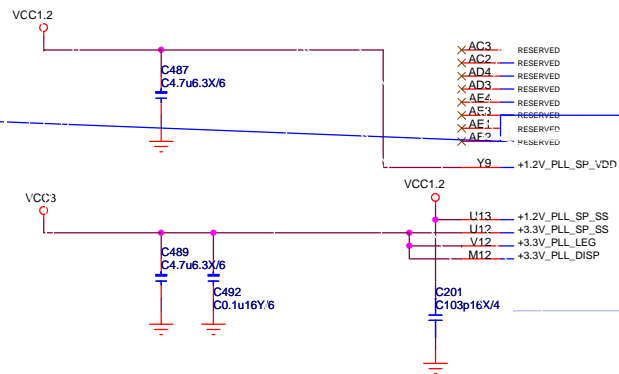 VCC1.2
AC3 RESERVED
AC2 RESERVED
C487
AD4 RESERVED
C4.7u6.3X/6
AD3 RESERVED
AE4 RESERVED
AE3 RESERVED
AE1 RESERVED
AE2 RESERVED
Y9 +1.2V_PLL_SP_VDD
VCC1.2
VCC3
U13 +1.2V_PLL_SP_SS
U12 +3.3V_PLL_SP_SS
V12 +3.3V_PLL_LEG
C489
M12 +3.3V_PLL_DISP
C4.7u6.3X/6
C492
C0.1u16Y/6
C201
C103p16X/4